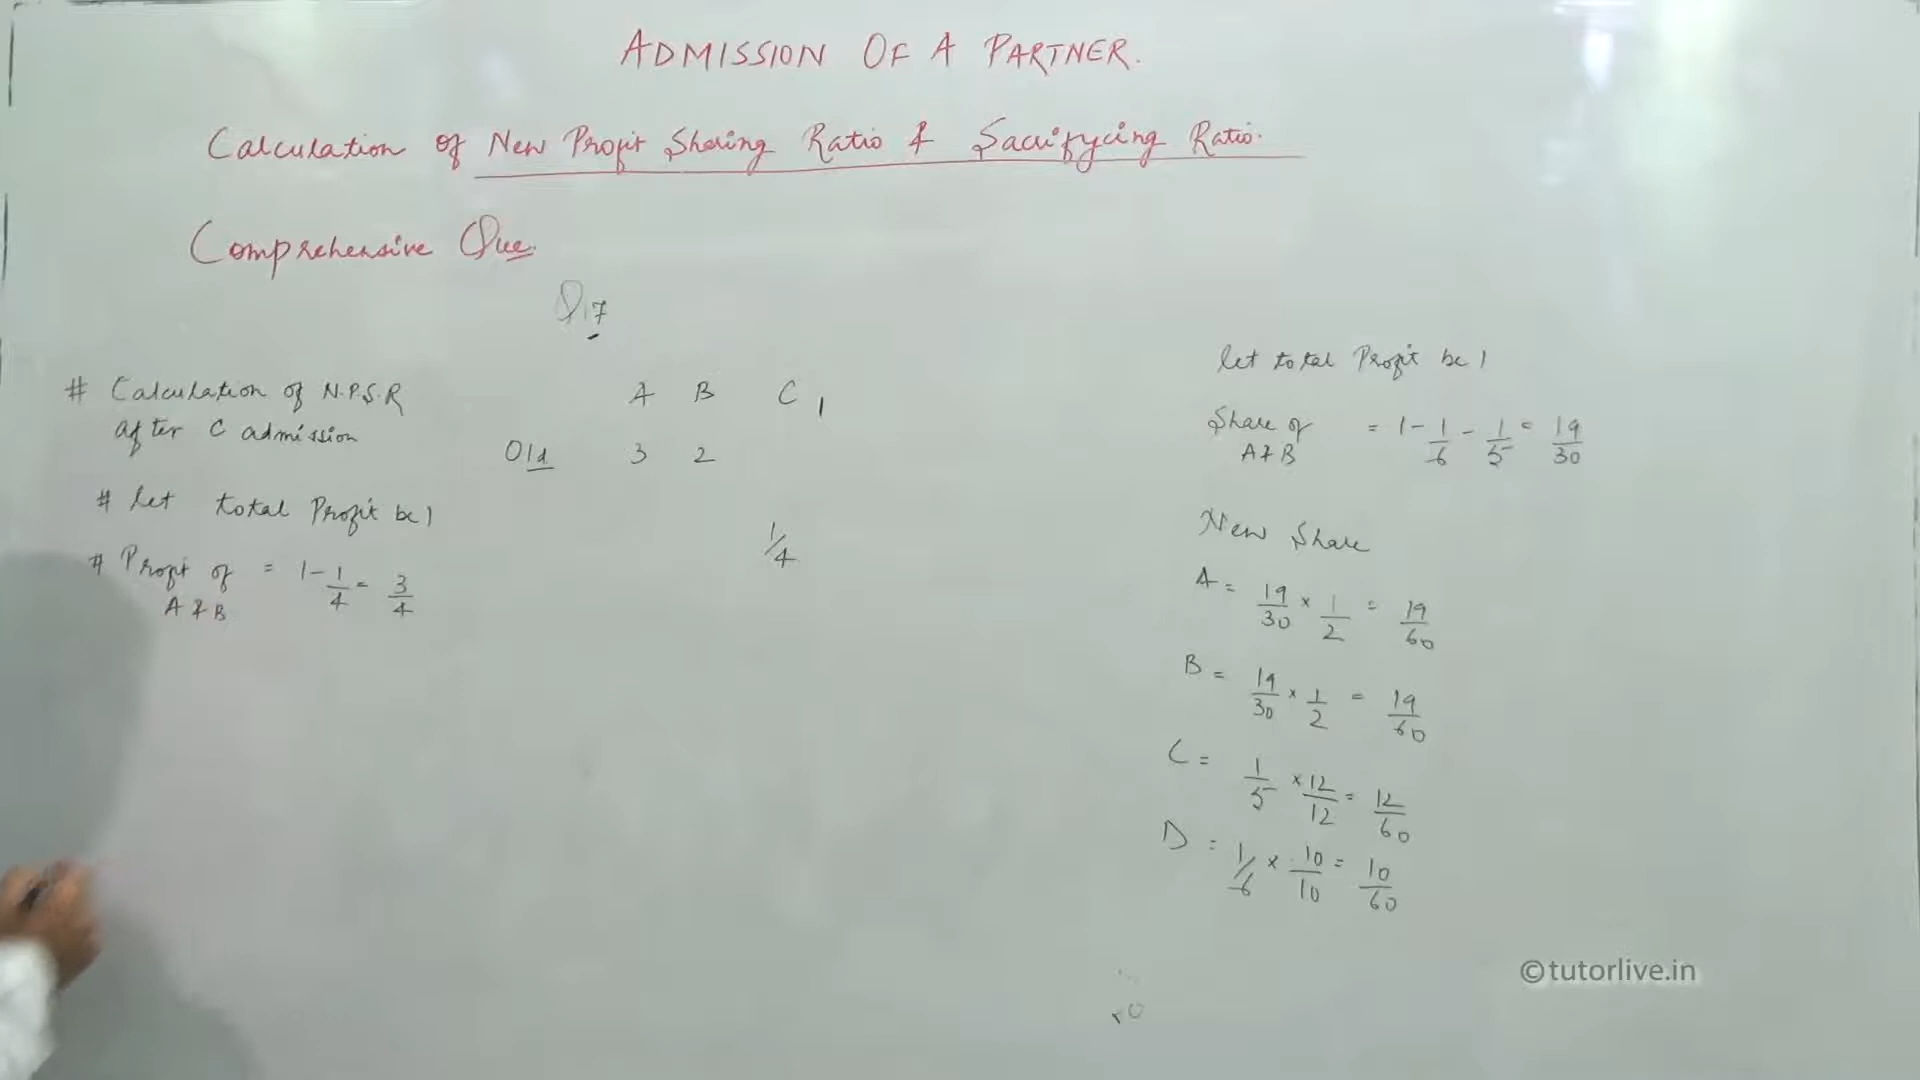 ADMISSION OF A PARTNER.
Calculation of New Profit Sharing Ratio & Sacrifycing Ratio.
Comprehensive Que.
Q.17
# Calculation of N.P.S.R
after C admission
A B C
Old 3 2
# let total Profit be 1
1/4
# Profit of A & B = 1 - 1/4 = 3/4
let total Profit be 1
Share of A & B = 1 - 1/6 - 1/5 = 19/30
New Share
A = 19/30 × 1/2 = 19/60
B = 19/30 × 1/2 = 19/60
C = 1/5 × 12/12 = 12/60
D = 1/6 × 10/10 = 10/60
©tutorlive.in